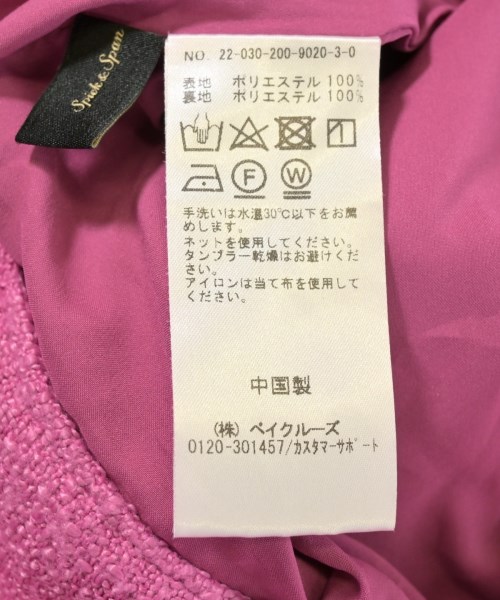 Spick & Span
NO. 22-030-200-9020-3-0
表地 ポリエステル 100%
裏地 ポリエステル 100%
F
W
手洗いは水温30℃以下をお薦
めします。
ネットを使用してください。
タンブラー乾燥はお避けくださ
い。
アイロンは当て布を使用して
ください。
中国製
(株) ベイクルーズ
0120-301457/カスタマーサポート